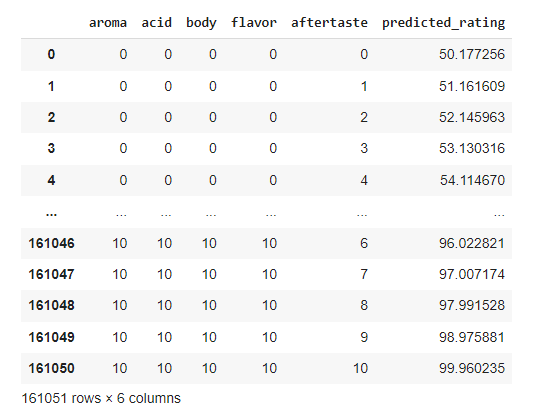 aroma acid body flavor aftertaste predicted_rating
0 0 0 0 0 0 50.177256
1 0 0 0 0 1 51.161609
2 0 0 0 0 2 52.145963
3 0 0 0 0 3 53.130316
4 0 0 0 0 4 54.114670
... ... ... ... ... ... ...
161046 10 10 10 10 6 96.022821
161047 10 10 10 10 7 97.007174
161048 10 10 10 10 8 97.991528
161049 10 10 10 10 9 98.975881
161050 10 10 10 10 10 99.960235
161051 rows × 6 columns